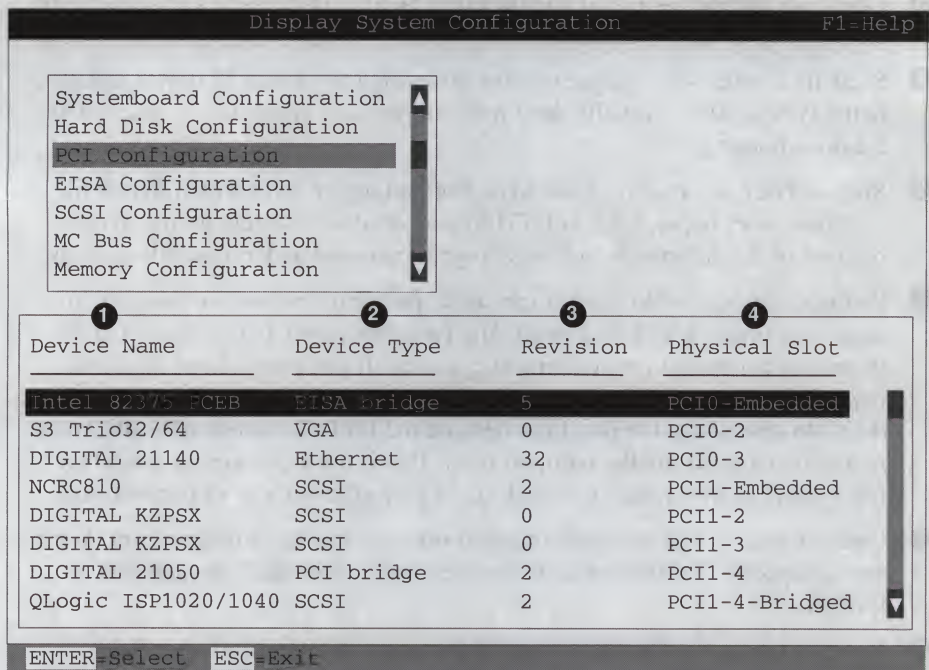 Display System Configuration F1=Help
Systemboard Configuration
Hard Disk Configuration
PCI Configuration
EISA Configuration
SCSI Configuration
MC Bus Configuration
Memory Configuration
1 2 3 4
Device Name Device Type Revision Physical Slot
Intel 82375 PCEB EISA bridge 5 PCI0-Embedded
S3 Trio32/64 VGA 0 PCI0-2
DIGITAL 21140 Ethernet 32 PCI0-3
NCRC810 SCSI 2 PCI1-Embedded
DIGITAL KZPSX SCSI 0 PCI1-2
DIGITAL KZPSX SCSI 0 PCI1-3
DIGITAL 21050 PCI bridge 2 PCI1-4
QLogic ISP1020/1040 SCSI 2 PCI1-4-Bridged
ENTER=Select ESC=Exit